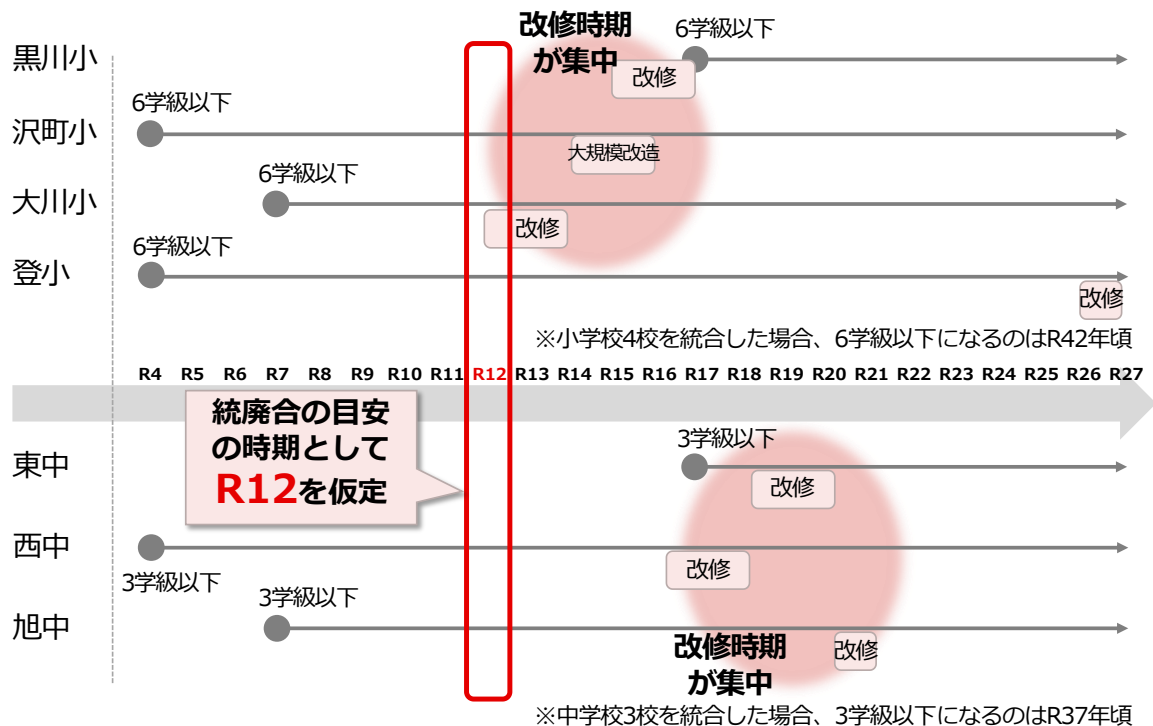 改修時期
が集中
6学級以下
黒川小
改修
6学級以下
沢町小
大規模改造
6学級以下
大川小
改修
6学級以下
登小
改修
※小学校4校を統合した場合、6学級以下になるのはR42年頃
R4 R5 R6 R7 R8 R9 R10 R11 R12 R13 R14 R15 R16 R17 R18 R19 R20 R21 R22 R23 R24 R25 R26 R27
統廃合の目安
の時期として
R12を仮定
3学級以下
東中
改修
西中
改修
3学級以下
3学級以下
旭中
改修
改修時期
が集中
※中学校3校を統合した場合、3学級以下になるのはR37年頃